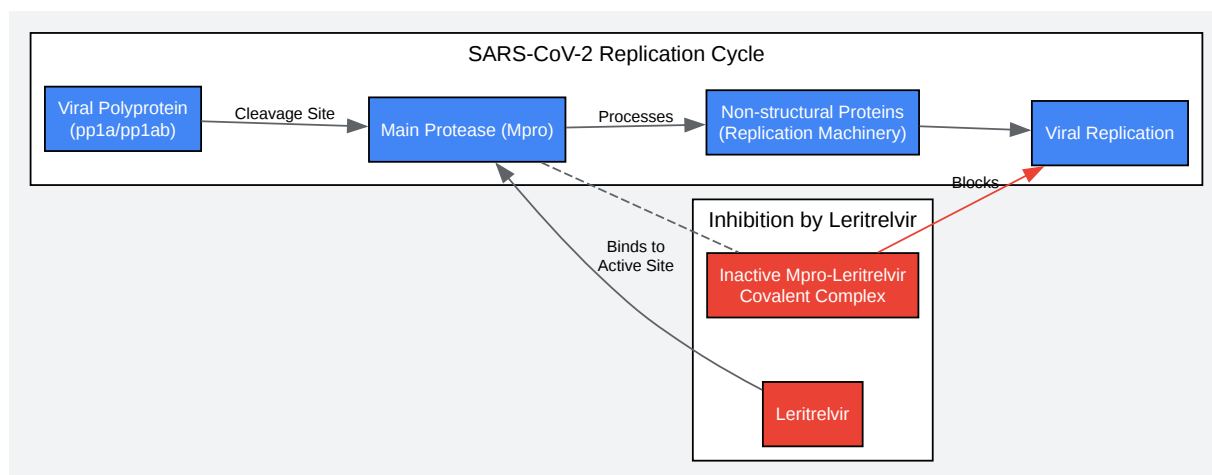 SARS-CoV-2 Replication Cycle
Viral Polyprotein
(pp1a/pp1ab)
Cleavage Site
Main Protease (Mpro)
Processes
Non-structural Proteins
(Replication Machinery)
Viral Replication
Blocks
Inhibition by Leritrelvir
Binds to
Active Site
Inactive Mpro-Leritrelvir
Covalent Complex
Leritrelvir